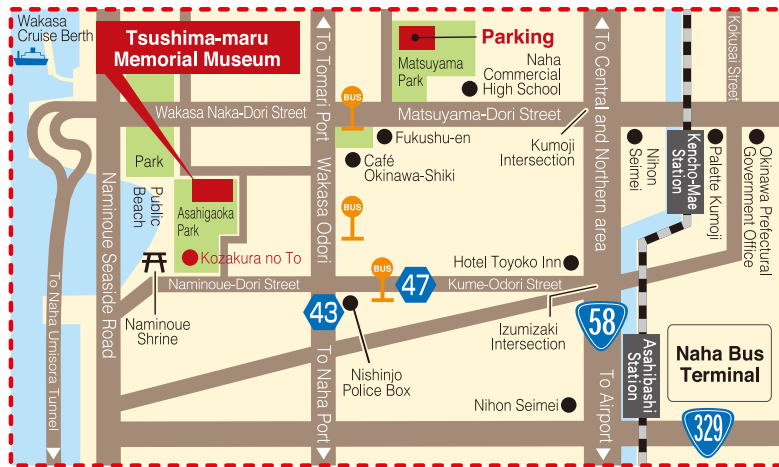 Wakasa
Cruise Berth
Tsushima-maru
Memorial Museum
To Tomari Port
Parking
Matsuyama
Park
Naha
Commercial
High School
To Central and Northern area
Kokusai Street
BUS
Wakasa Naka-Dori Street
Matsuyama-Dori Street
Fukushu-en
Kumoji
Intersection
Café
Okinawa-Shiki
Park
Public
Beach
Asahigaoka
Park
Kozakura no To
Naminoue Seaside Road
Wakasa Odori
BUS
Nihon
Seimei
Kencho-Mae
Station
Palette Kumoji
Okinawa Prefectural
Government Office
Hotel Toyoko Inn
BUS
47
Naminoue-Dori Street
Kume-Odori Street
Naminoue
Shrine
43
Nishinjo
Police Box
Izumizaki
Intersection
58
To Naha Umisora Tunnel
To Naha Port
Nihon Seimei
To Airport
Asahibashi
Station
Naha Bus
Terminal
329